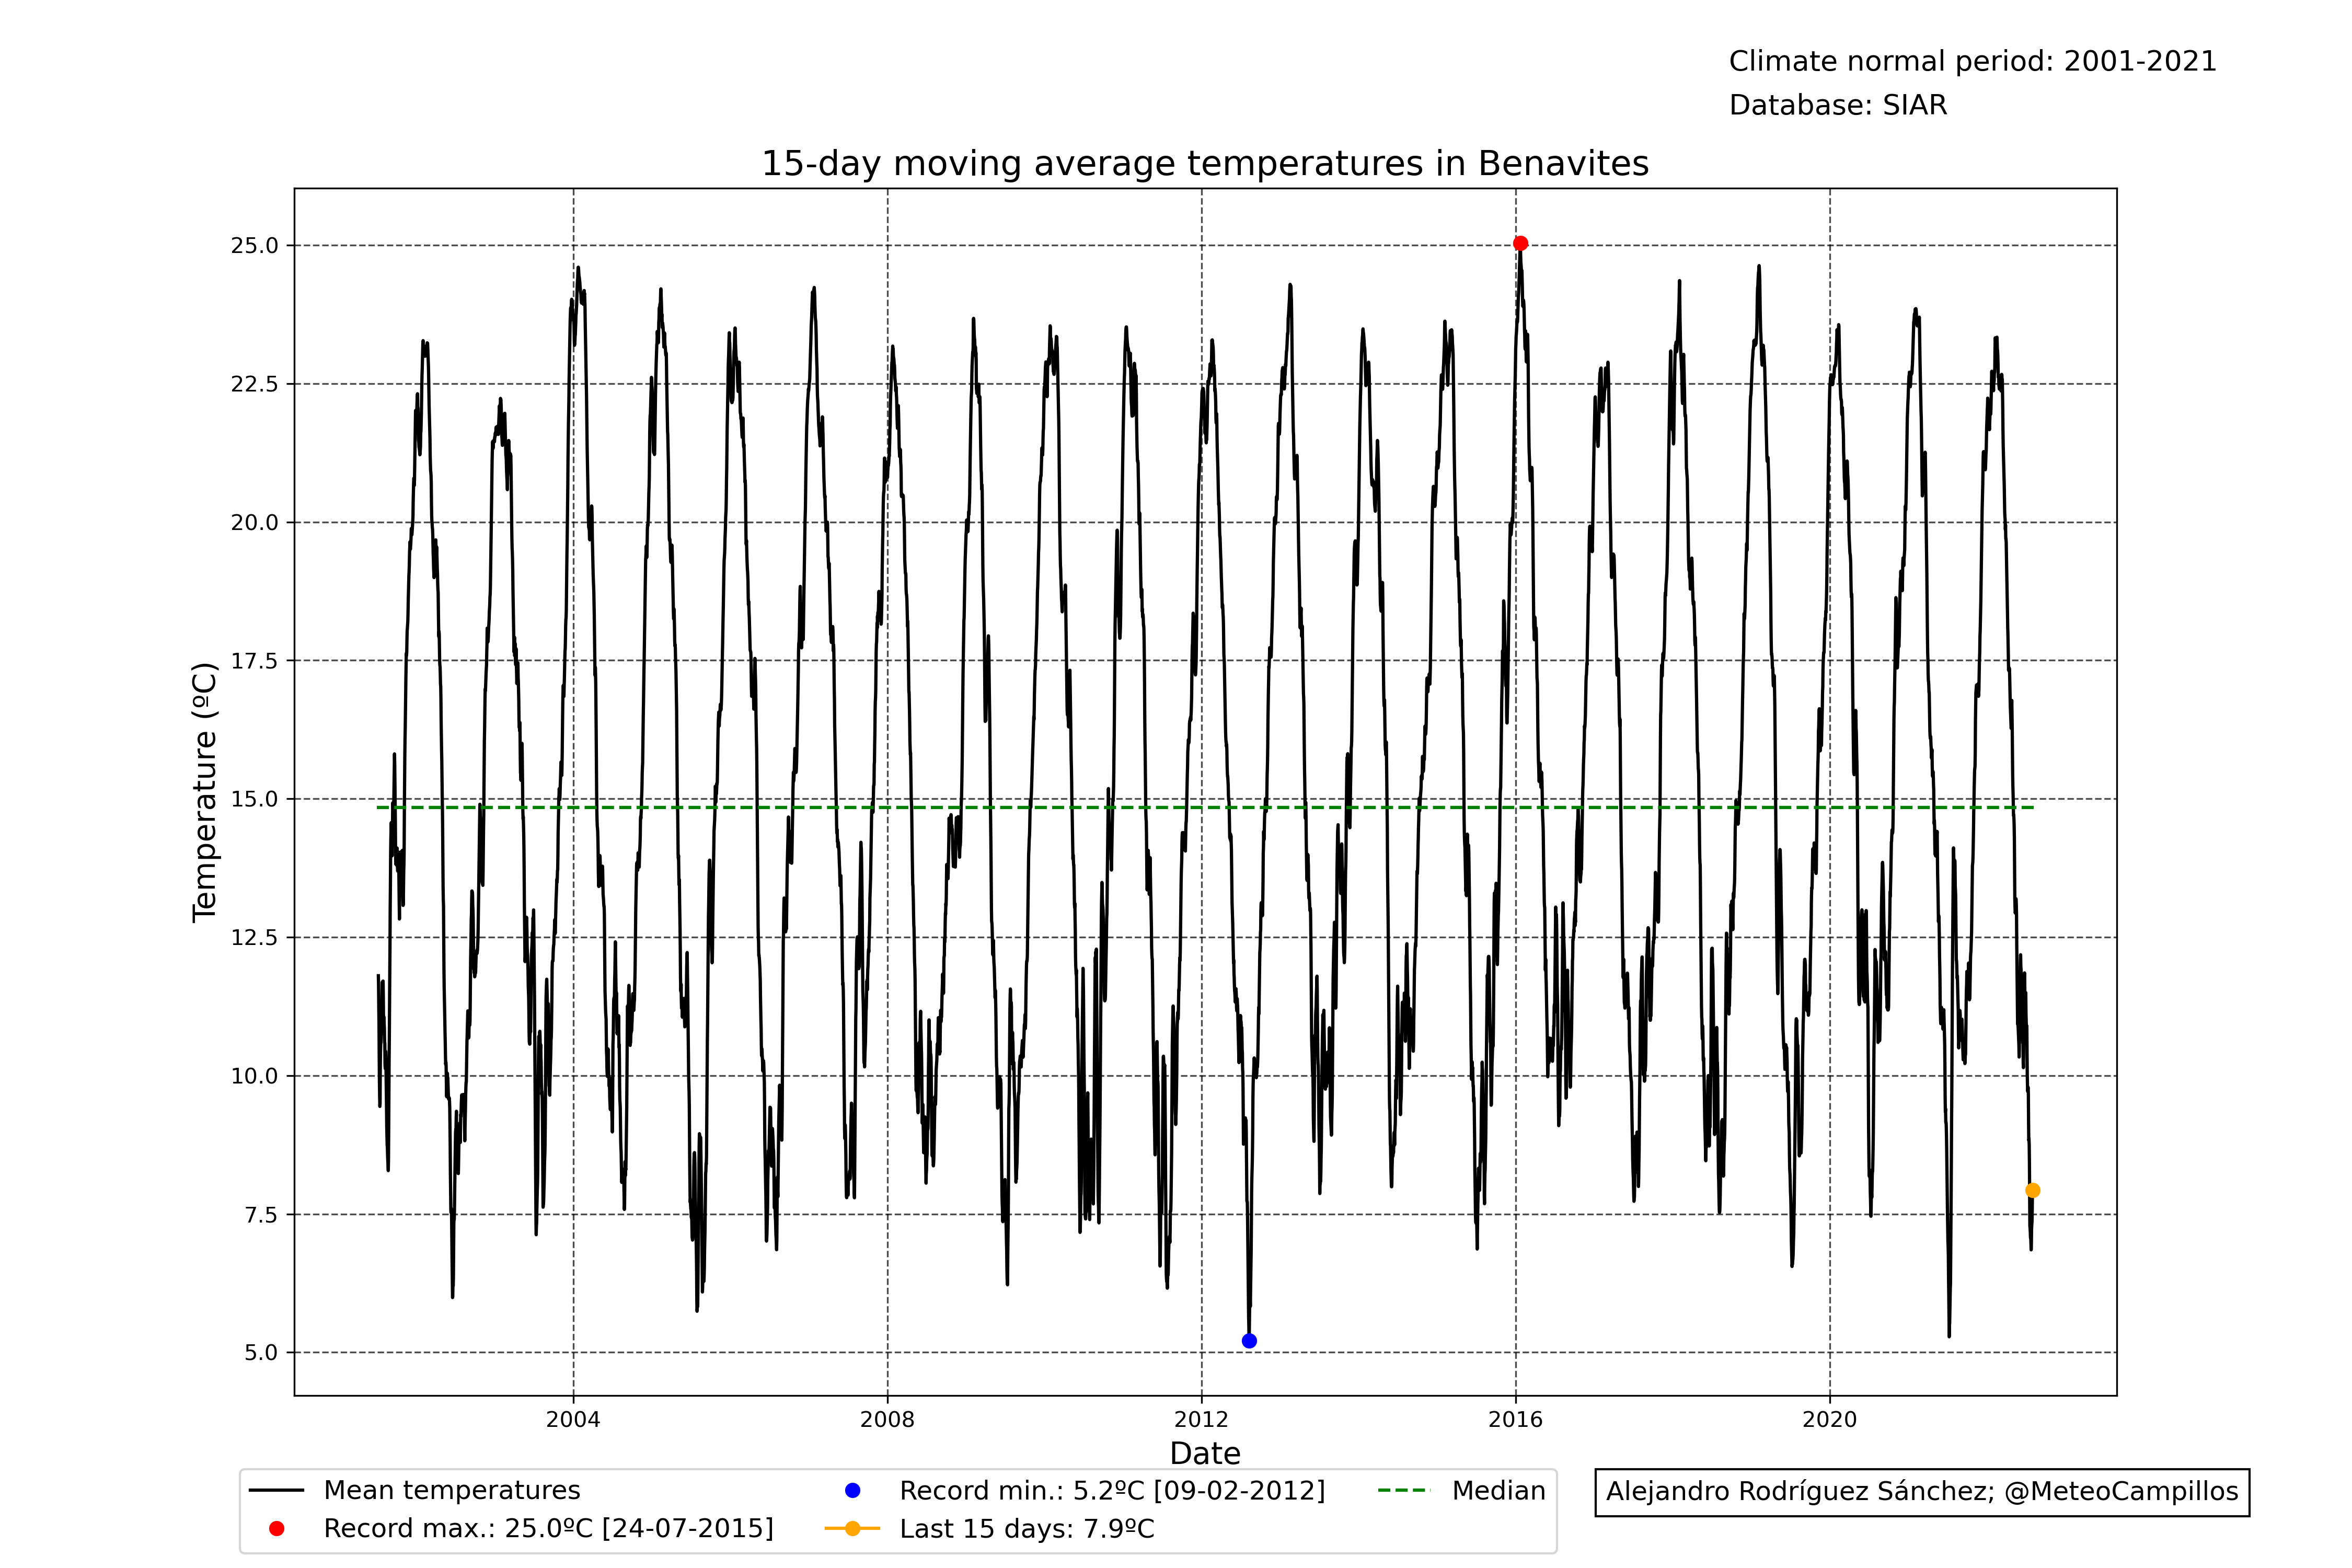 Climate normal period: 2001-2021
Database: SIAR
15-day moving average temperatures in Benavites
25.0
22.5
20.0
17.5
15.0
12.5
10.0
7.5
5.0
Temperature (ºC)
2004 2008 2012 2016 2020
Date
Mean temperatures
Record max.: 25.0ºC [24-07-2015]
Record min.: 5.2ºC [09-02-2012]
Last 15 days: 7.9ºC
Median
Alejandro Rodríguez Sánchez; @MeteoCampillos